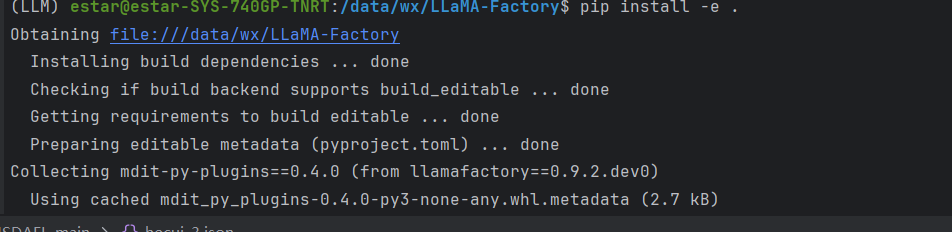 (LLM) estar@estar-SYS-740GP-TNRT:/data/wx/LLaMA-Factory$ pip install -e .
Obtaining file:///data/wx/LLaMA-Factory
Installing build dependencies ... done
Checking if build backend supports build_editable ... done
Getting requirements to build editable ... done
Preparing editable metadata (pyproject.toml) ... done
Collecting mdit-py-plugins==0.4.0 (from llamafactory==0.9.2.dev0)
Using cached mdit_py_plugins-0.4.0-py3-none-any.whl.metadata (2.7 kB)